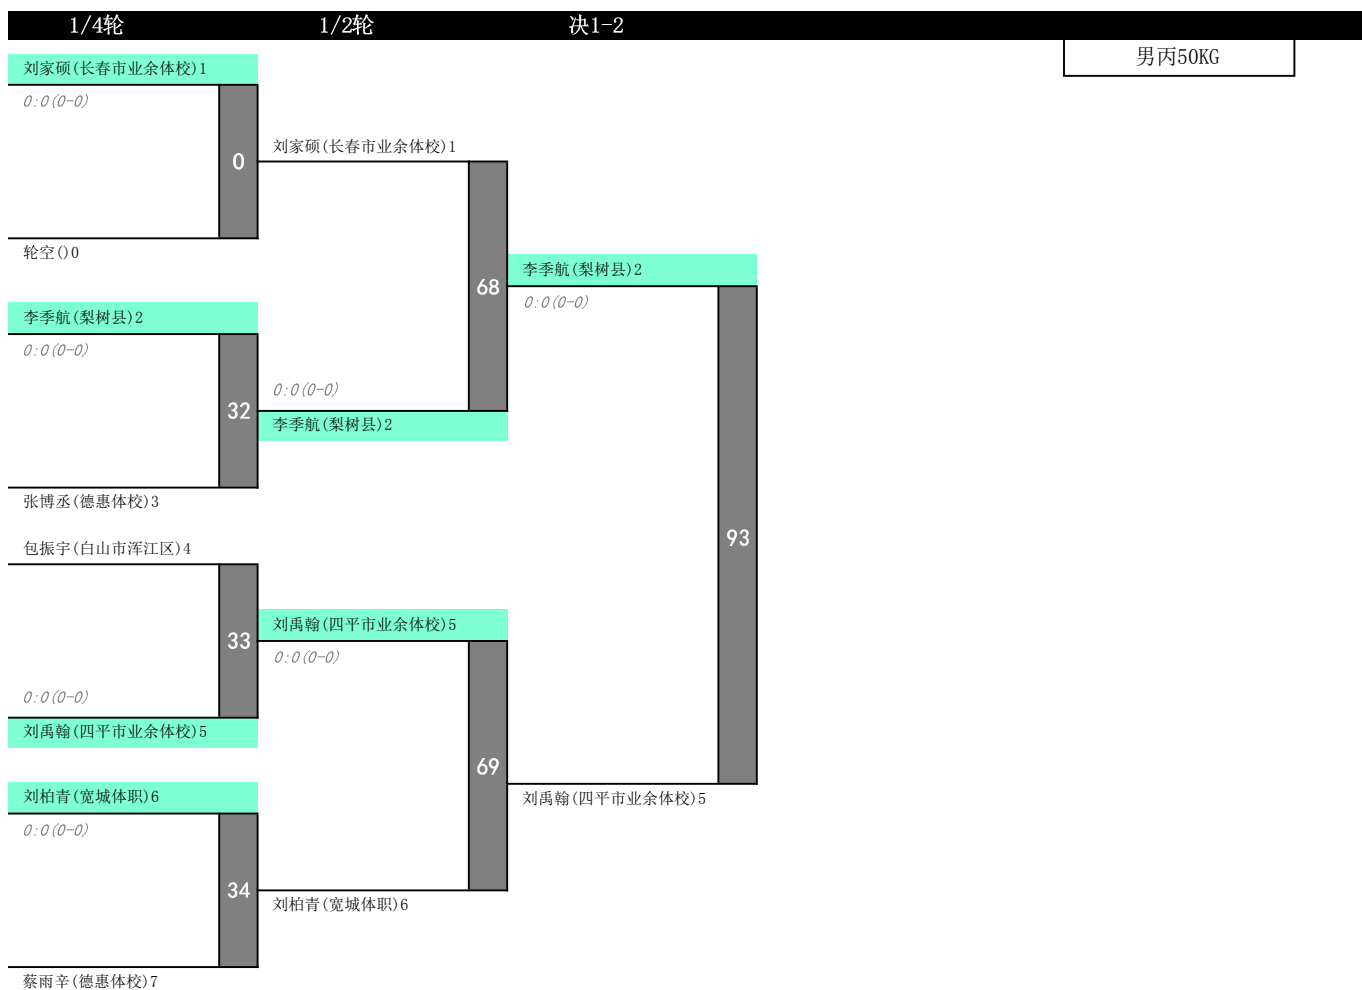 1/4轮 1/2轮 决1-2
男丙50KG
刘家硕(长春市业余体校)1
0:0(0-0)
0
轮空()0
李季航(梨树县)2
0:0(0-0)
32
张博丞(德惠体校)3
包振宇(白山市浑江区)4
33
0:0(0-0)
刘禹翰(四平市业余体校)5
刘柏青(宽城体职)6
0:0(0-0)
34
蔡雨辛(德惠体校)7
刘家硕(长春市业余体校)1
68
0:0(0-0)
李季航(梨树县)2
刘禹翰(四平市业余体校)5
0:0(0-0)
69
刘柏青(宽城体职)6
李季航(梨树县)2
0:0(0-0)
93
刘禹翰(四平市业余体校)5